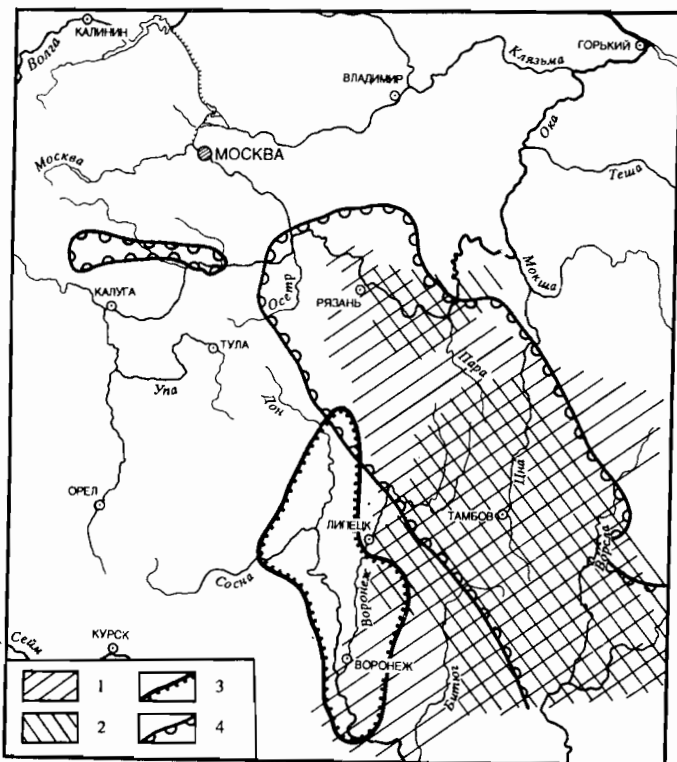 КАЛИНИН
Волга
ГОРЬКИЙ
Клязьма
ВЛАДИМИР
Ока
Москва
МОСКВА
Теша
Мокша
КАЛУГА
Осетр
РЯЗАНЬ
ТУЛА
Упа
Дон
Пара
Цна
ОРЕЛ
ЛИПЕЦК
ТАМБОВ
Ворсла
Сосна
Воронеж
Сейм
КУРСК
ВОРОНЕЖ
Битюг
1
3
2
4